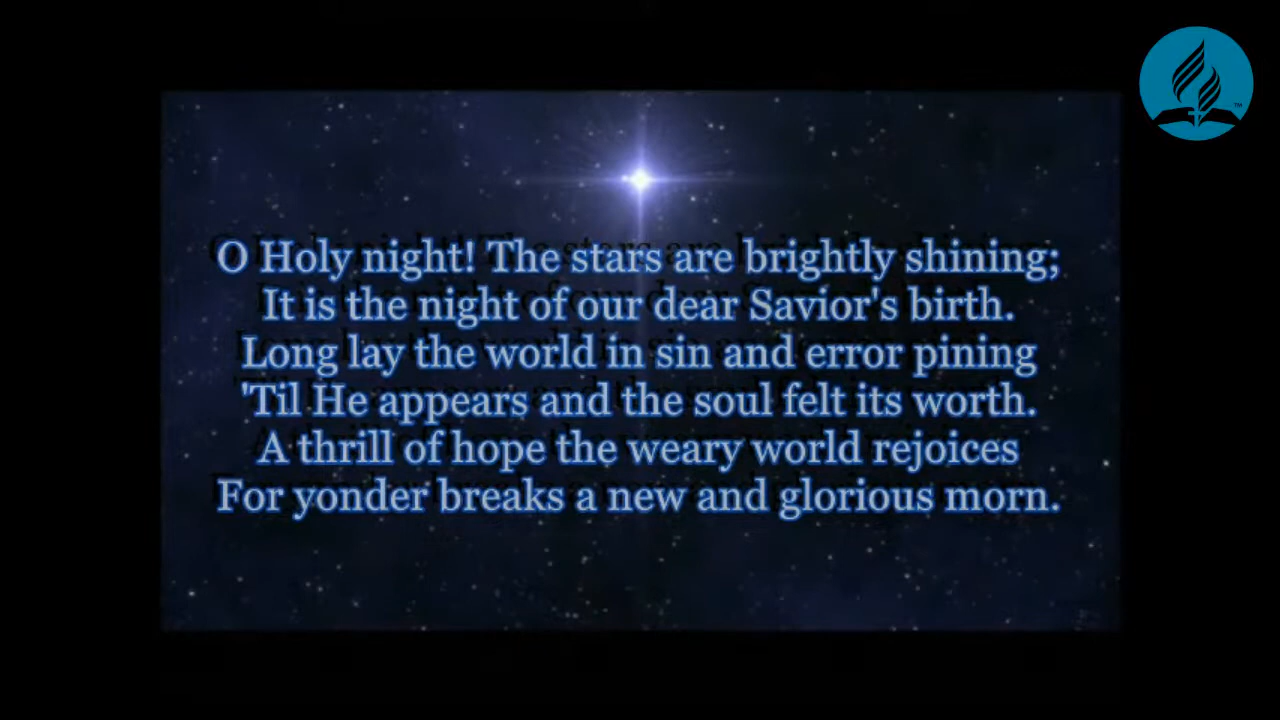 O Holy night! The stars are brightly shining;
It is the night of our dear Savior's birth.
Long lay the world in sin and error pining
'Til He appears and the soul felt its worth.
A thrill of hope the weary world rejoices
For yonder breaks a new and glorious morn.
TM